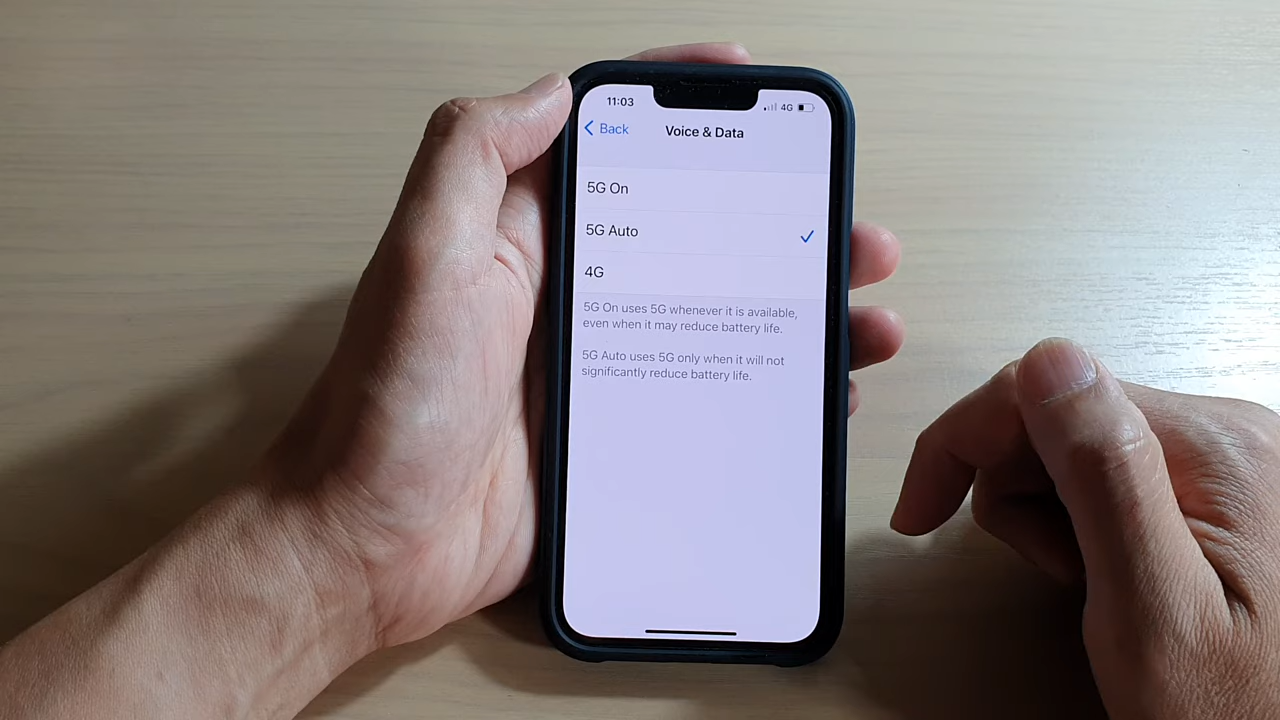 11:03 4G
Back Voice & Data
5G On
5G Auto
4G
5G On uses 5G whenever it is available,
even when it may reduce battery life.
5G Auto uses 5G only when it will not
significantly reduce battery life.